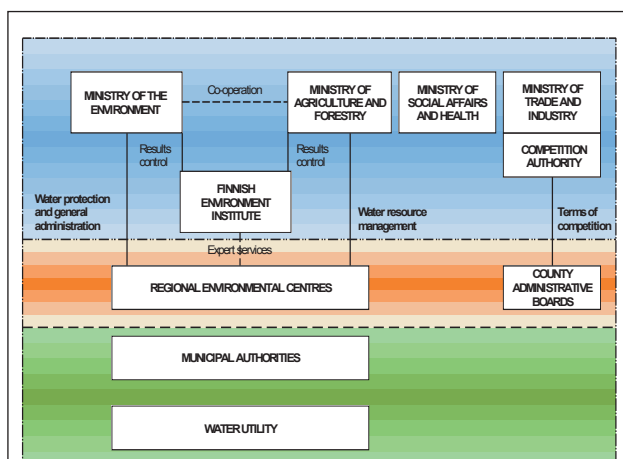 MINISTRY OF THE
ENVIRONMENT
Co-operation
MINISTRY OF
AGRICULTURE AND
FORESTRY
MINISTRY OF
SOCIAL AFFAIRS
AND HEALTH
MINISTRY OF
TRADE AND
INDUSTRY
COMPETITION
AUTHORITY
Results
control
Results
control
FINNISH
ENVIRONMENT
INSTITUTE
Water protection
and general
administration
Water resource
management
Terms of
competition
Expert services
REGIONAL ENVIRONMENTAL CENTRES
COUNTY
ADMINISTRATIVE
BOARDS
MUNICIPAL AUTHORITIES
WATER UTILITY